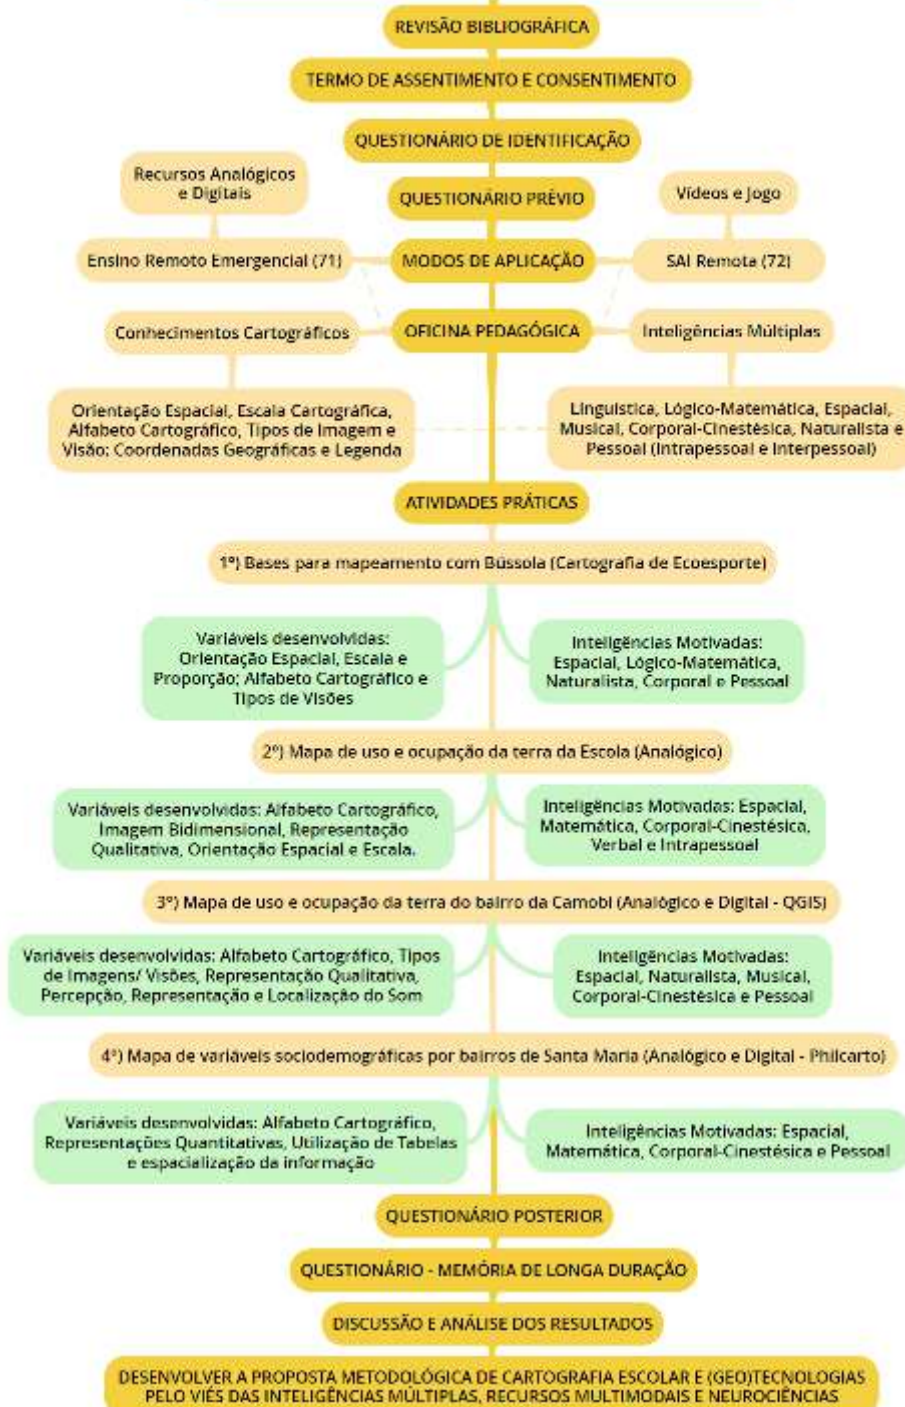 REVISÃO BIBLIOGRÁFICA
TERMO DE ASSENTIMENTO E CONSENTIMENTO
QUESTIONÁRIO DE IDENTIFICAÇÃO
Recursos Analógicos
e Digitais
QUESTIONÁRIO PRÉVIO
Vídeos e Jogo
Ensino Remoto Emergencial (71)
MODOS DE APLICAÇÃO
SAI Remota (72)
Conhecimentos Cartográficos
OFICINA PEDAGÓGICA
Inteligências Múltiplas
Orientação Espacial, Escala Cartográfica,
Alfabeto Cartográfico, Tipos de Imagem e
Visão; Coordenadas Geográficas e Legenda
Linguistica, Lógico-Matemática, Espacial,
Musical, Corporal-Cinestésica, Naturalista e
Pessoal (Intrapessoal e Interpessoal)
ATIVIDADES PRÁTICAS
1º) Bases para mapeamento com Bússola (Cartografia de Ecoesporte)
Variáveis desenvolvidas:
Orientação Espacial, Escala e
Proporção; Alfabeto Cartográfico e
Tipos de Visões
Inteligências Motivadas:
Espacial, Lógico-Matemática,
Naturalista, Corporal e Pessoal
2º) Mapa de uso e ocupação da terra da Escola (Analógico)
Variáveis desenvolvidas: Alfabeto Cartográfico,
Imagem Bidimensional, Representação
Qualitativa, Orientação Espacial e Escala.
Inteligências Motivadas: Espacial,
Matemática, Corporal-Cinestésica,
Verbal e Intrapessoal
3º) Mapa de uso e ocupação da terra do bairro da Camobi (Analógico e Digital - QGIS)
Variáveis desenvolvidas: Alfabeto Cartográfico, Tipos
de Imagens/ Visões, Representação Qualitativa,
Percepção, Representação e Localização do Som
Inteligências Motivadas:
Espacial, Naturalista, Musical,
Corporal-Cinestésica e Pessoal
4º) Mapa de variáveis sociodemográficas por bairros de Santa Maria (Analógico e Digital - Philcarto)
Variáveis desenvolvidas: Alfabeto Cartográfico,
Representações Quantitativas, Utilização de Tabelas
e espacialização da informação
Inteligências Motivadas: Espacial,
Matemática, Corporal-Cinestésica e Pessoal
QUESTIONÁRIO POSTERIOR
QUESTIONÁRIO - MEMÓRIA DE LONGA DURAÇÃO
DISCUSSÃO E ANÁLISE DOS RESULTADOS
DESENVOLVER A PROPOSTA METODOLÓGICA DE CARTOGRAFIA ESCOLAR E (GEO)TECNOLOGIAS
PELO VIÉS DAS INTELIGÊNCIAS MÚLTIPLAS, RECURSOS MULTIMODAIS E NEUROCIÊNCIAS